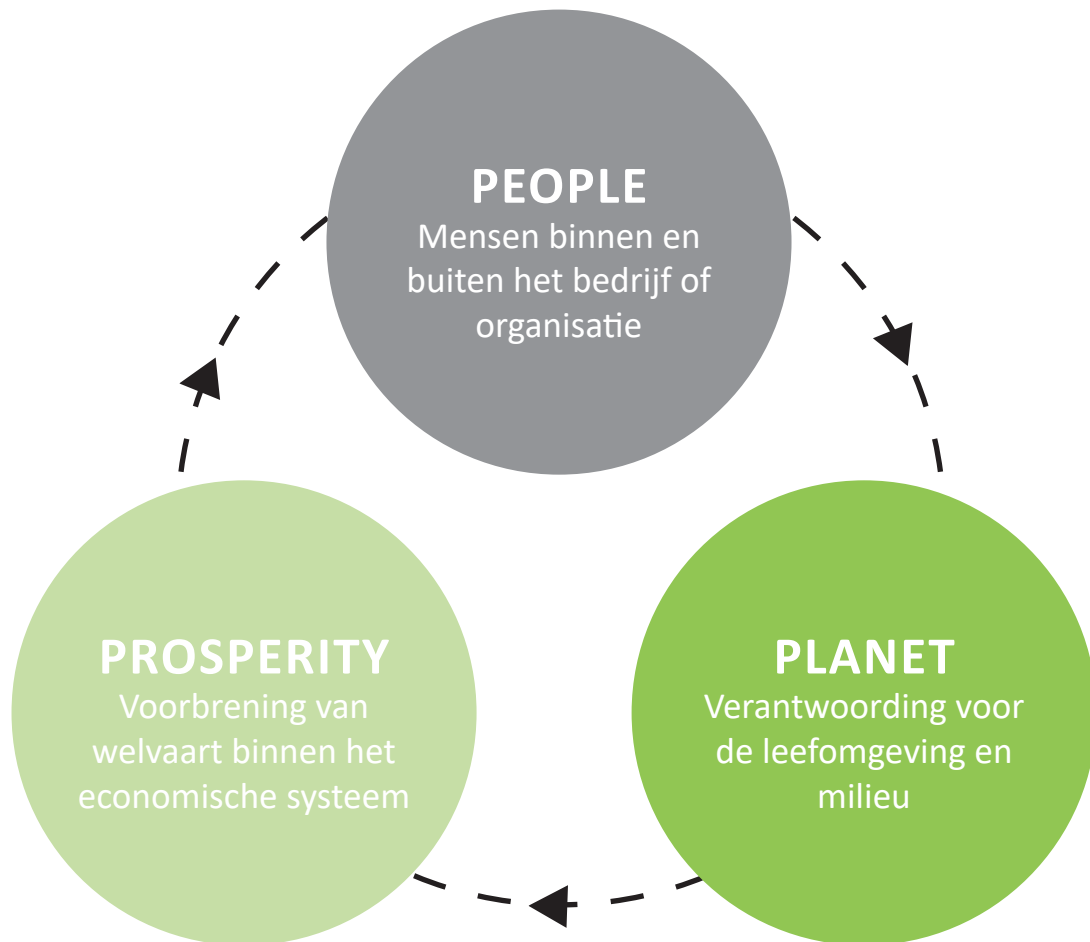 PEOPLE
Mensen binnen en
buiten het bedrijf of
organisatie
PROSPERITY
Voorbrening van
welvaart binnen het
economische systeem
PLANET
Verantwoording voor
de leefomgeving en
milieu